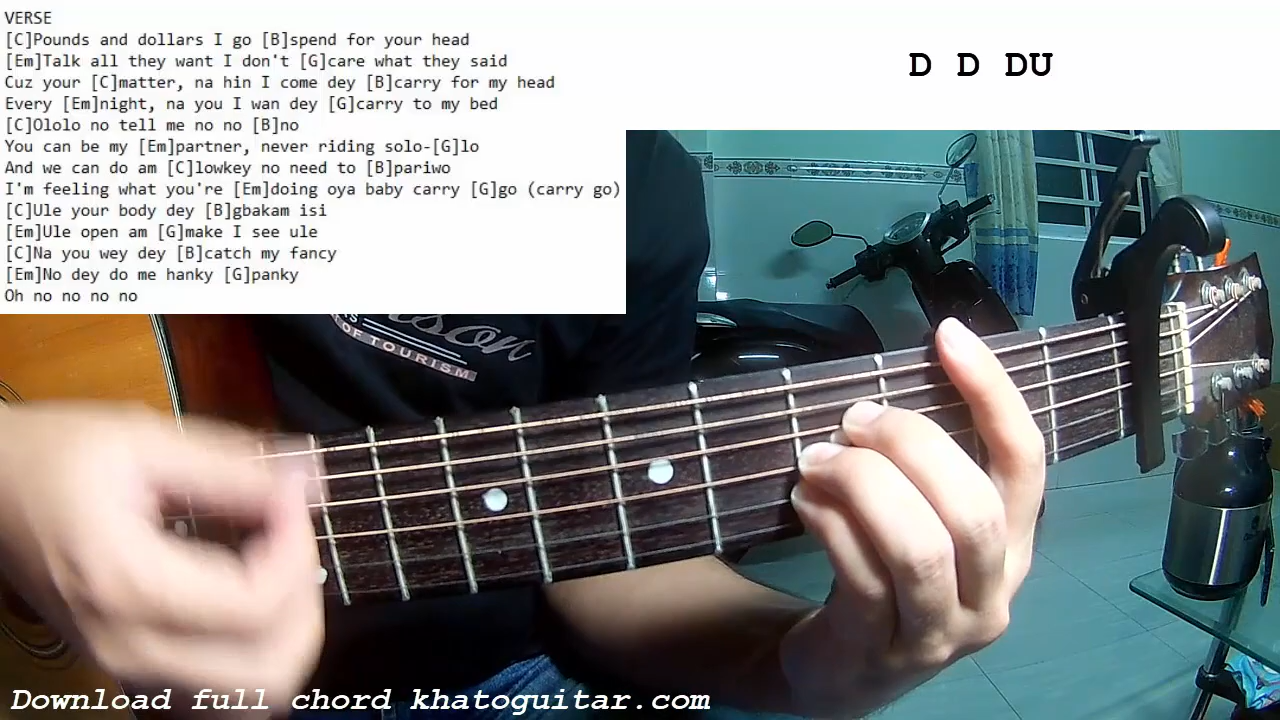 VERSE
[C]Pounds and dollars I go [B]spend for your head
[Em]Talk all they want I don't [G]care what they said
Cuz your [C]matter, na hin I come dey [B]carry for my head
Every [Em]night, na you I wan dey [G]carry to my bed
[C]Ololo no tell me no no [B]no
You can be my [Em]partner, never riding solo-[G]lo
And we can do am [C]lowkey no need to [B]pariwo
I'm feeling what you're [Em]doing oya baby carry [G]go (carry go)
[C]Ule your body dey [B]gbakam isi
[Em]Ule open am [G]make I see ule
[C]Na you wey dey [B]catch my fancy
[Em]No dey do me hanky [G]panky
Oh no no no no
D D DU
OF TOURISM
Download full chord khatoguitar.com